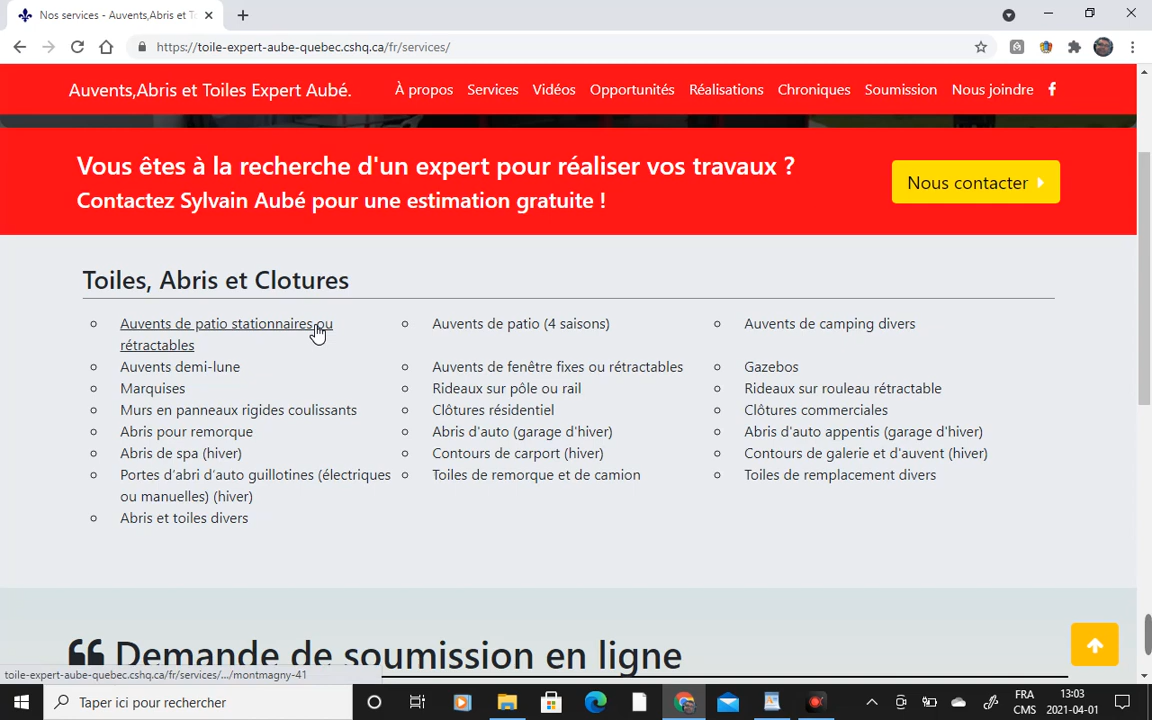 Nos services - Auvents,Abris et T
https://toile-expert-aube-quebec.cshq.ca/fr/services/
Auvents,Abris et Toiles Expert Aubé. À propos Services Vidéos Opportunités Réalisations Chroniques Soumission Nous joindre
Vous êtes à la recherche d'un expert pour réaliser vos travaux ?
Contactez Sylvain Aubé pour une estimation gratuite !
Nous contacter
Toiles, Abris et Clotures
Auvents de patio stationnaires ou
rétractables
Auvents de patio (4 saisons)
Auvents de camping divers
Auvents demi-lune
Auvents de fenêtre fixes ou rétractables
Gazebos
Marquises
Rideaux sur pôle ou rail
Rideaux sur rouleau rétractable
Murs en panneaux rigides coulissants
Clôtures résidentiel
Clôtures commerciales
Abris pour remorque
Abris d'auto (garage d'hiver)
Abris d'auto appentis (garage d'hiver)
Abris de spa (hiver)
Contours de carport (hiver)
Contours de galerie et d'auvent (hiver)
Portes d'abri d'auto guillotines (électriques
ou manuelles) (hiver)
Toiles de remorque et de camion
Toiles de remplacement divers
Abris et toiles divers
Demande de soumission en ligne
toile-expert-aube-quebec.cshq.ca/fr/services/.../montmagny-41
Taper ici pour rechercher
FRA
CMS
13:03
2021-04-01